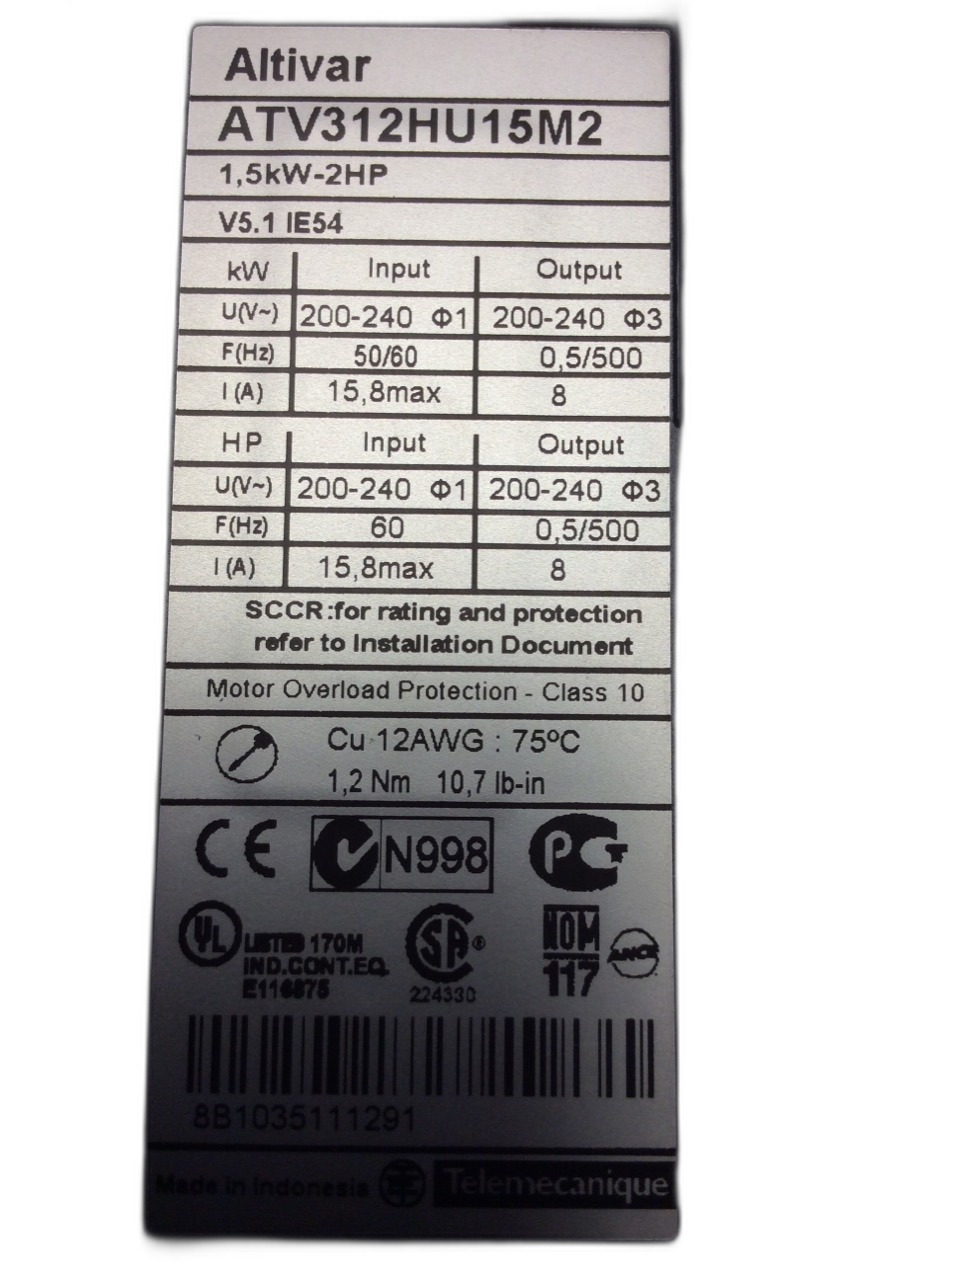 Altivar
ATV312HU15M2
1,5kW-2HP
V5.1 IE54
kW Input Output
U(V~) 200-240 Φ1 200-240 Φ3
F(Hz) 50/60 0,5/500
I (A) 15,8max 8
HP Input Output
U(V~) 200-240 Φ1 200-240 Φ3
F(Hz) 60 0,5/500
I (A) 15,8max 8
SCCR:for rating and protection
refer to Installation Document
Motor Overload Protection - Class 10
Cu 12AWG : 75ºC
1,2 Nm 10,7 lb-in
CE N998 PCT
UL LISTED 170M
IND.CONT.EQ.
SA®
224330
NOM
117
ANCE
8B1035111291
Made in Indonesia Telemecanique